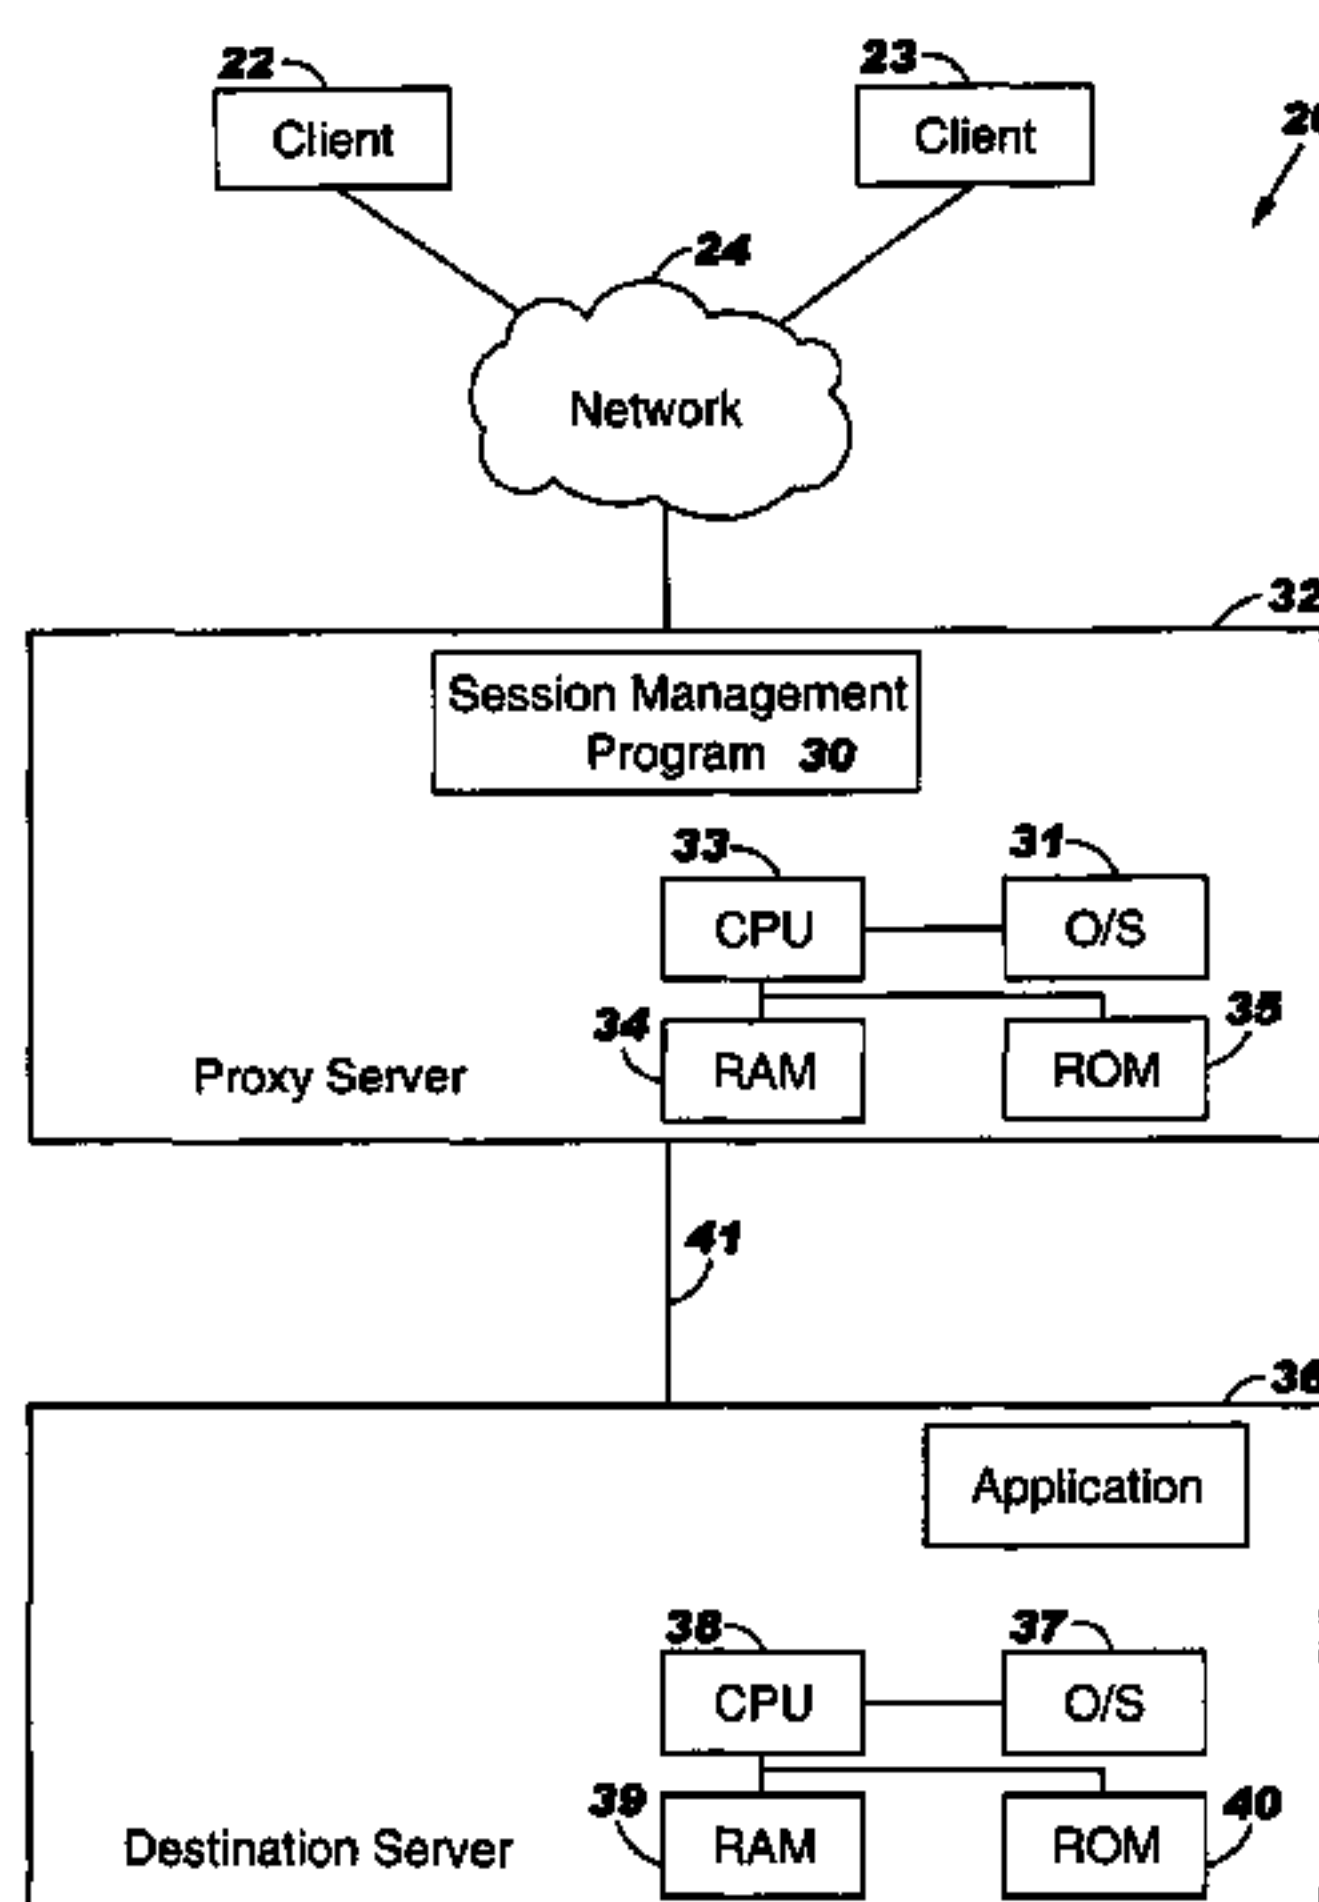 22
23
Client
Client
24
Network
32
Session Management
Program 30
33
31
CPU
O/S
34
35
RAM
ROM
Proxy Server
41
36
Application
38
37
CPU
O/S
39
40
RAM
ROM
Destination Server